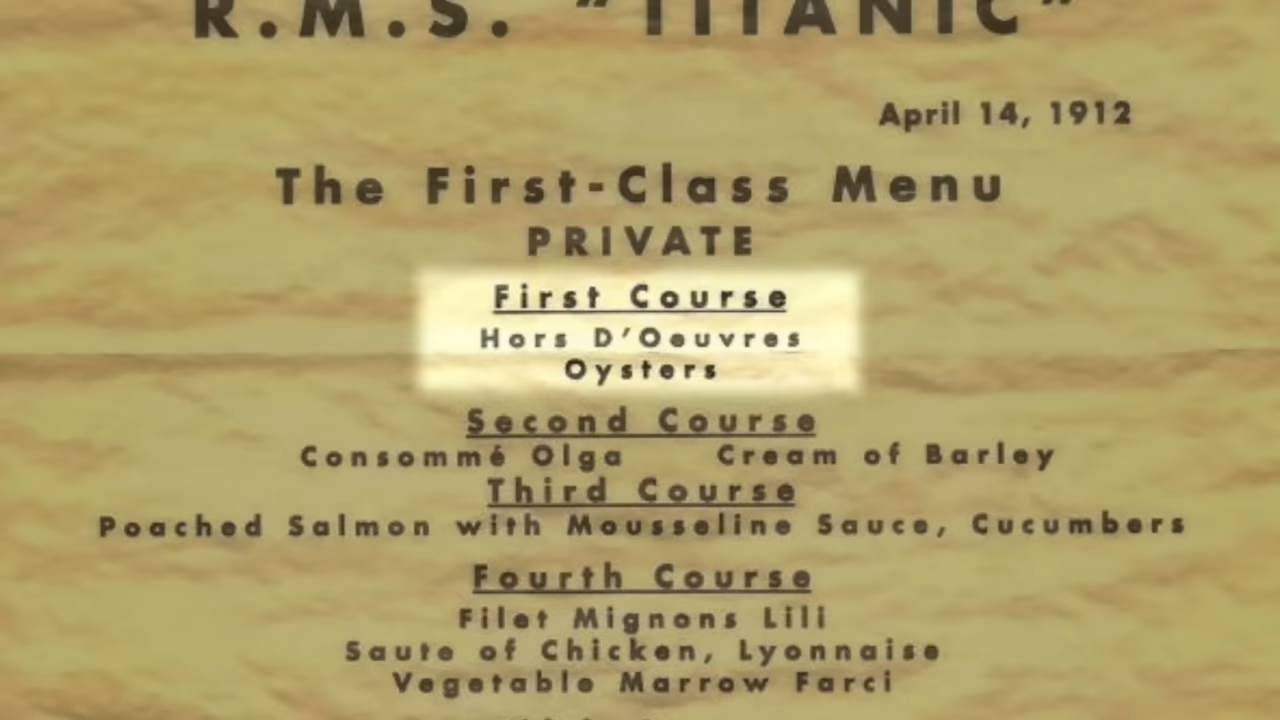 R.M.S. "TITANIC"
April 14, 1912
The First-Class Menu
PRIVATE
First Course
Hors D'Oeuvres
Oysters
Second Course
Consommé Olga Cream of Barley
Third Course
Poached Salmon with Mousseline Sauce, Cucumbers
Fourth Course
Filet Mignons Lili
Saute of Chicken, Lyonnaise
Vegetable Marrow Farci